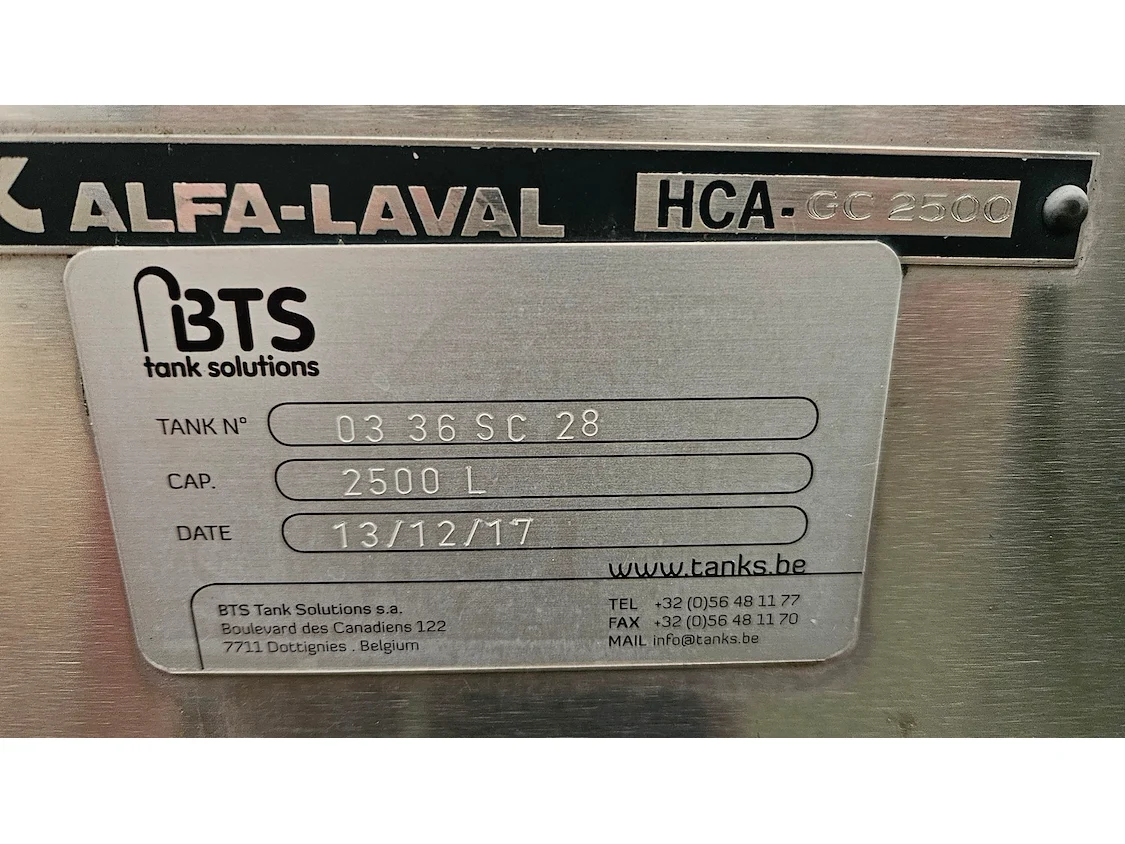 ALFA-LAVAL HCA-GC 2500
BTS
tank solutions
TANK N° 03 36 SC 28
CAP. 2500 L
DATE 13/12/17
www.tanks.be
BTS Tank Solutions s.a.
Boulevard des Canadiens 122
7711 Dottignies . Belgium
TEL +32 (0)56 48 11 77
FAX +32 (0)56 48 11 70
MAIL info@tanks.be